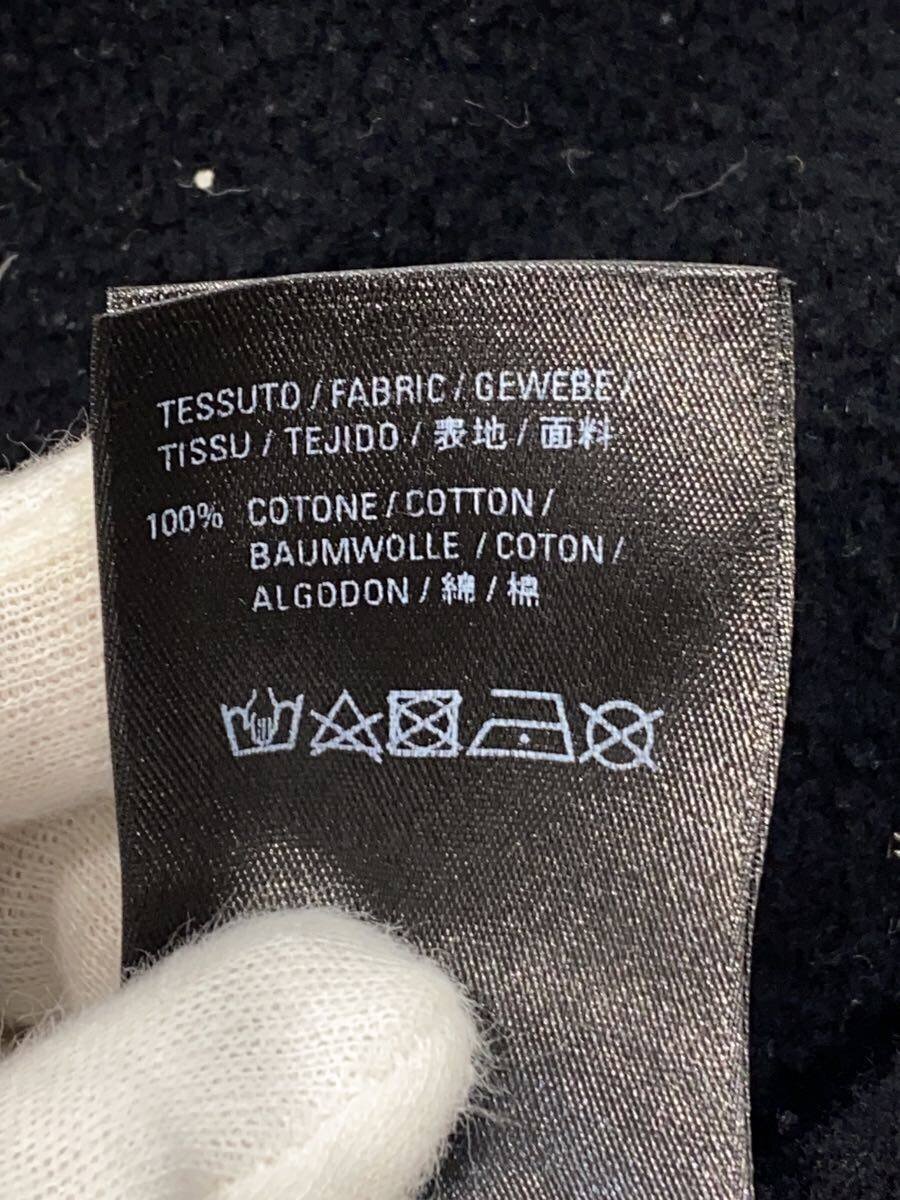 TESSUTO / FABRIC / GEWEBE /
TISSU / TEJIDO / 表地 / 面料
100% COTONE / COTTON /
BAUMWOLLE / COTON /
ALGODON / 綿 / 棉